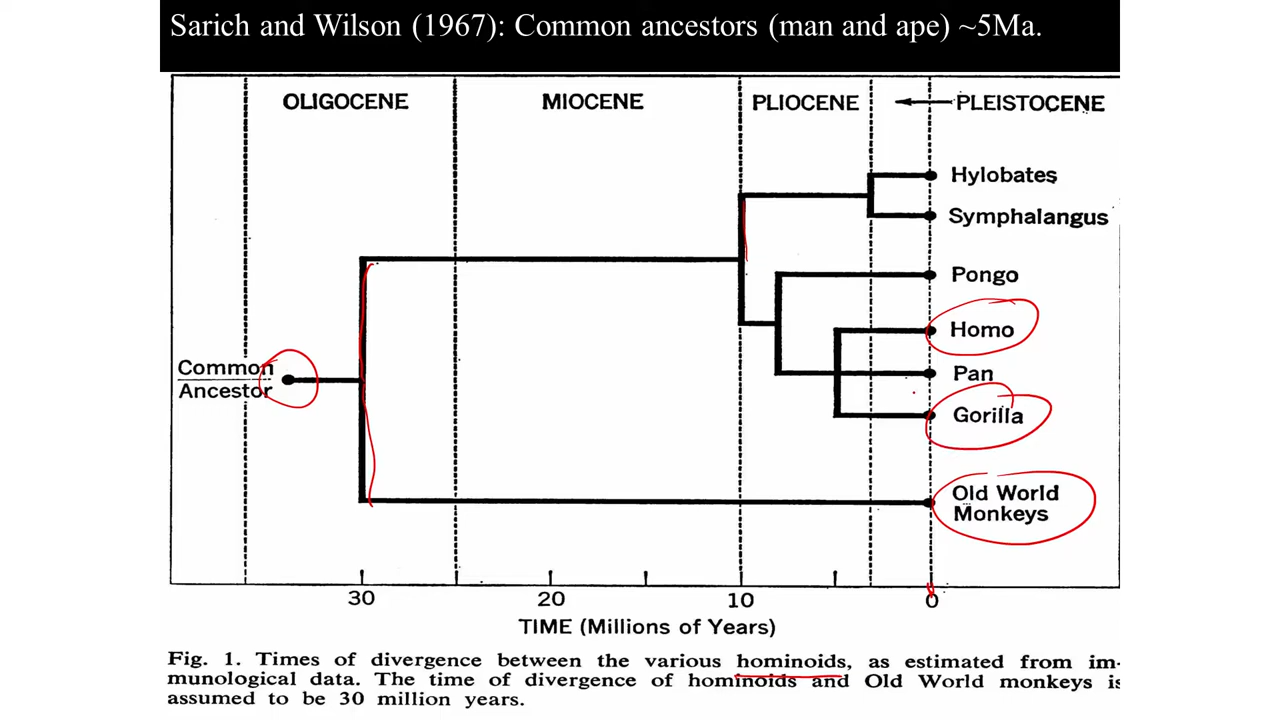 Sarich and Wilson (1967): Common ancestors (man and ape) ~5Ma.
OLIGOCENE MIOCENE PLIOCENE PLEISTOCENE
Hylobates
Symphalangus
Pongo
Homo
Common
Ancestor
Pan
Gorilla
Old World
Monkeys
30 20 10 0
TIME (Millions of Years)
Fig. 1. Times of divergence between the various hominoids, as estimated from im-
munological data. The time of divergence of hominoids and Old World monkeys is
assumed to be 30 million years.